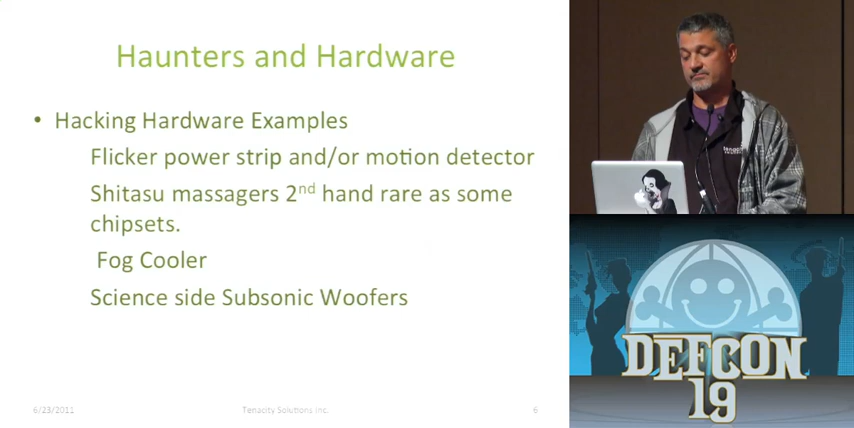 Haunters and Hardware
• Hacking Hardware Examples
Flicker power strip and/or motion detector
Shitasu massagers 2nd hand rare as some
chipsets.
Fog Cooler
Science side Subsonic Woofers
6/23/2011
Tenacity Solutions Inc.
6
DEFCON
19